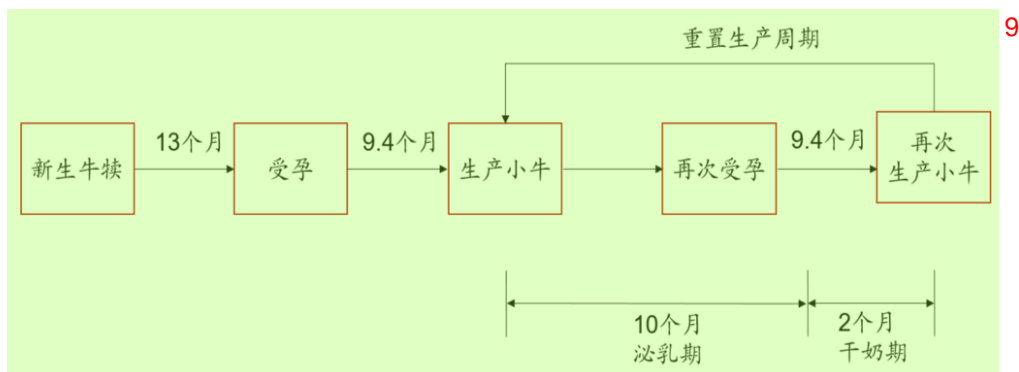 9
重置生产周期
新生牛犊
13个月
受孕
9.4个月
生产小牛
再次受孕
9.4个月
再次
生产小牛
10个月
泌乳期
2个月
干奶期